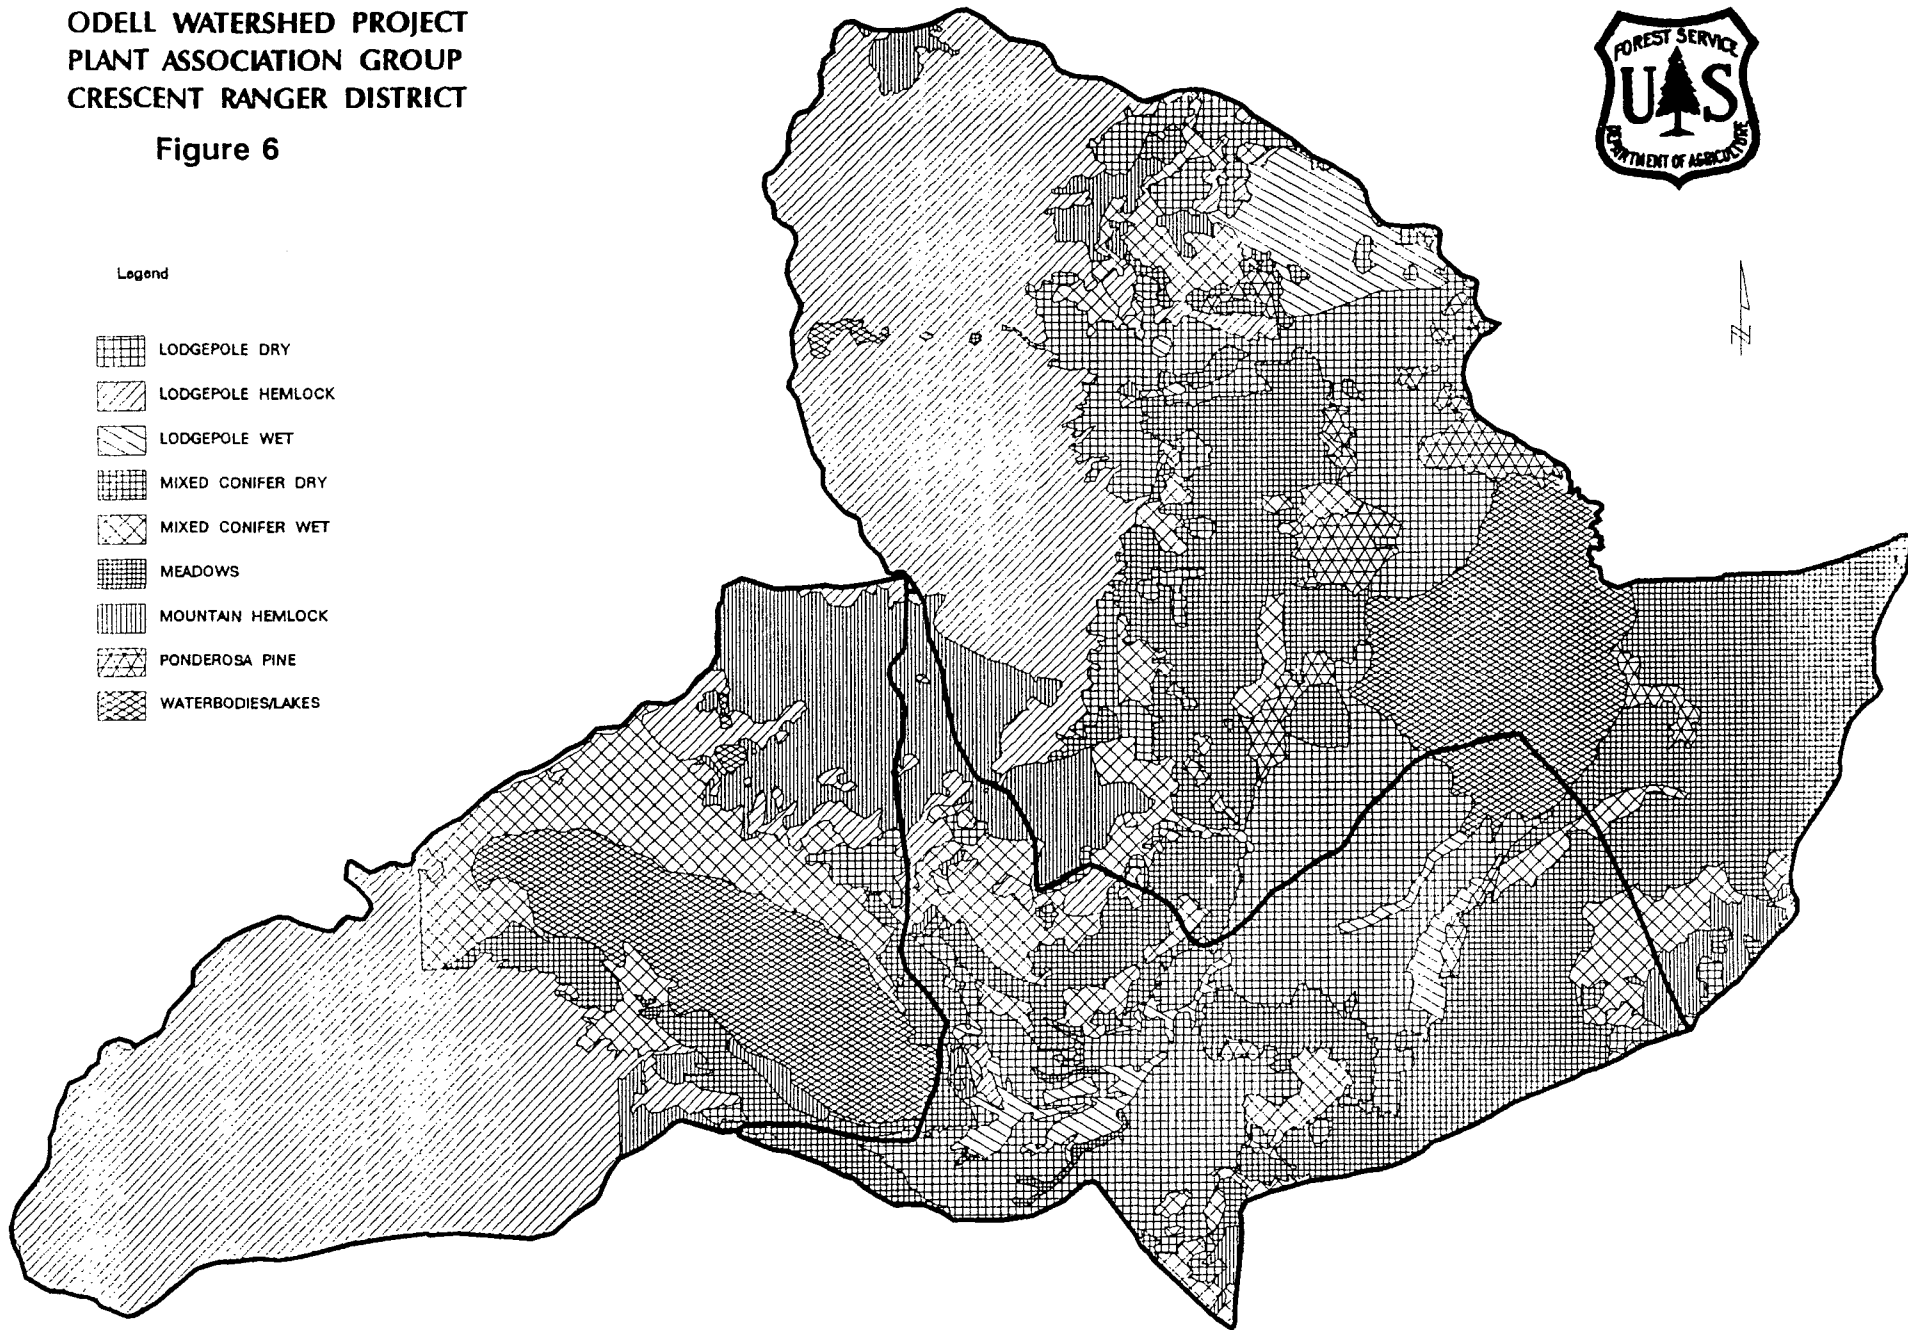 ODELL WATERSHED PROJECT
PLANT ASSOCIATION GROUP
CRESCENT RANGER DISTRICT
Figure 6
FOREST SERVICE
U S
DEPARTMENT OF AGRICULTURE
Legend
LODGEPOLE DRY
LODGEPOLE HEMLOCK
LODGEPOLE WET
MIXED CONIFER DRY
MIXED CONIFER WET
MEADOWS
MOUNTAIN HEMLOCK
PONDEROSA PINE
WATERBODIES/LAKES
N